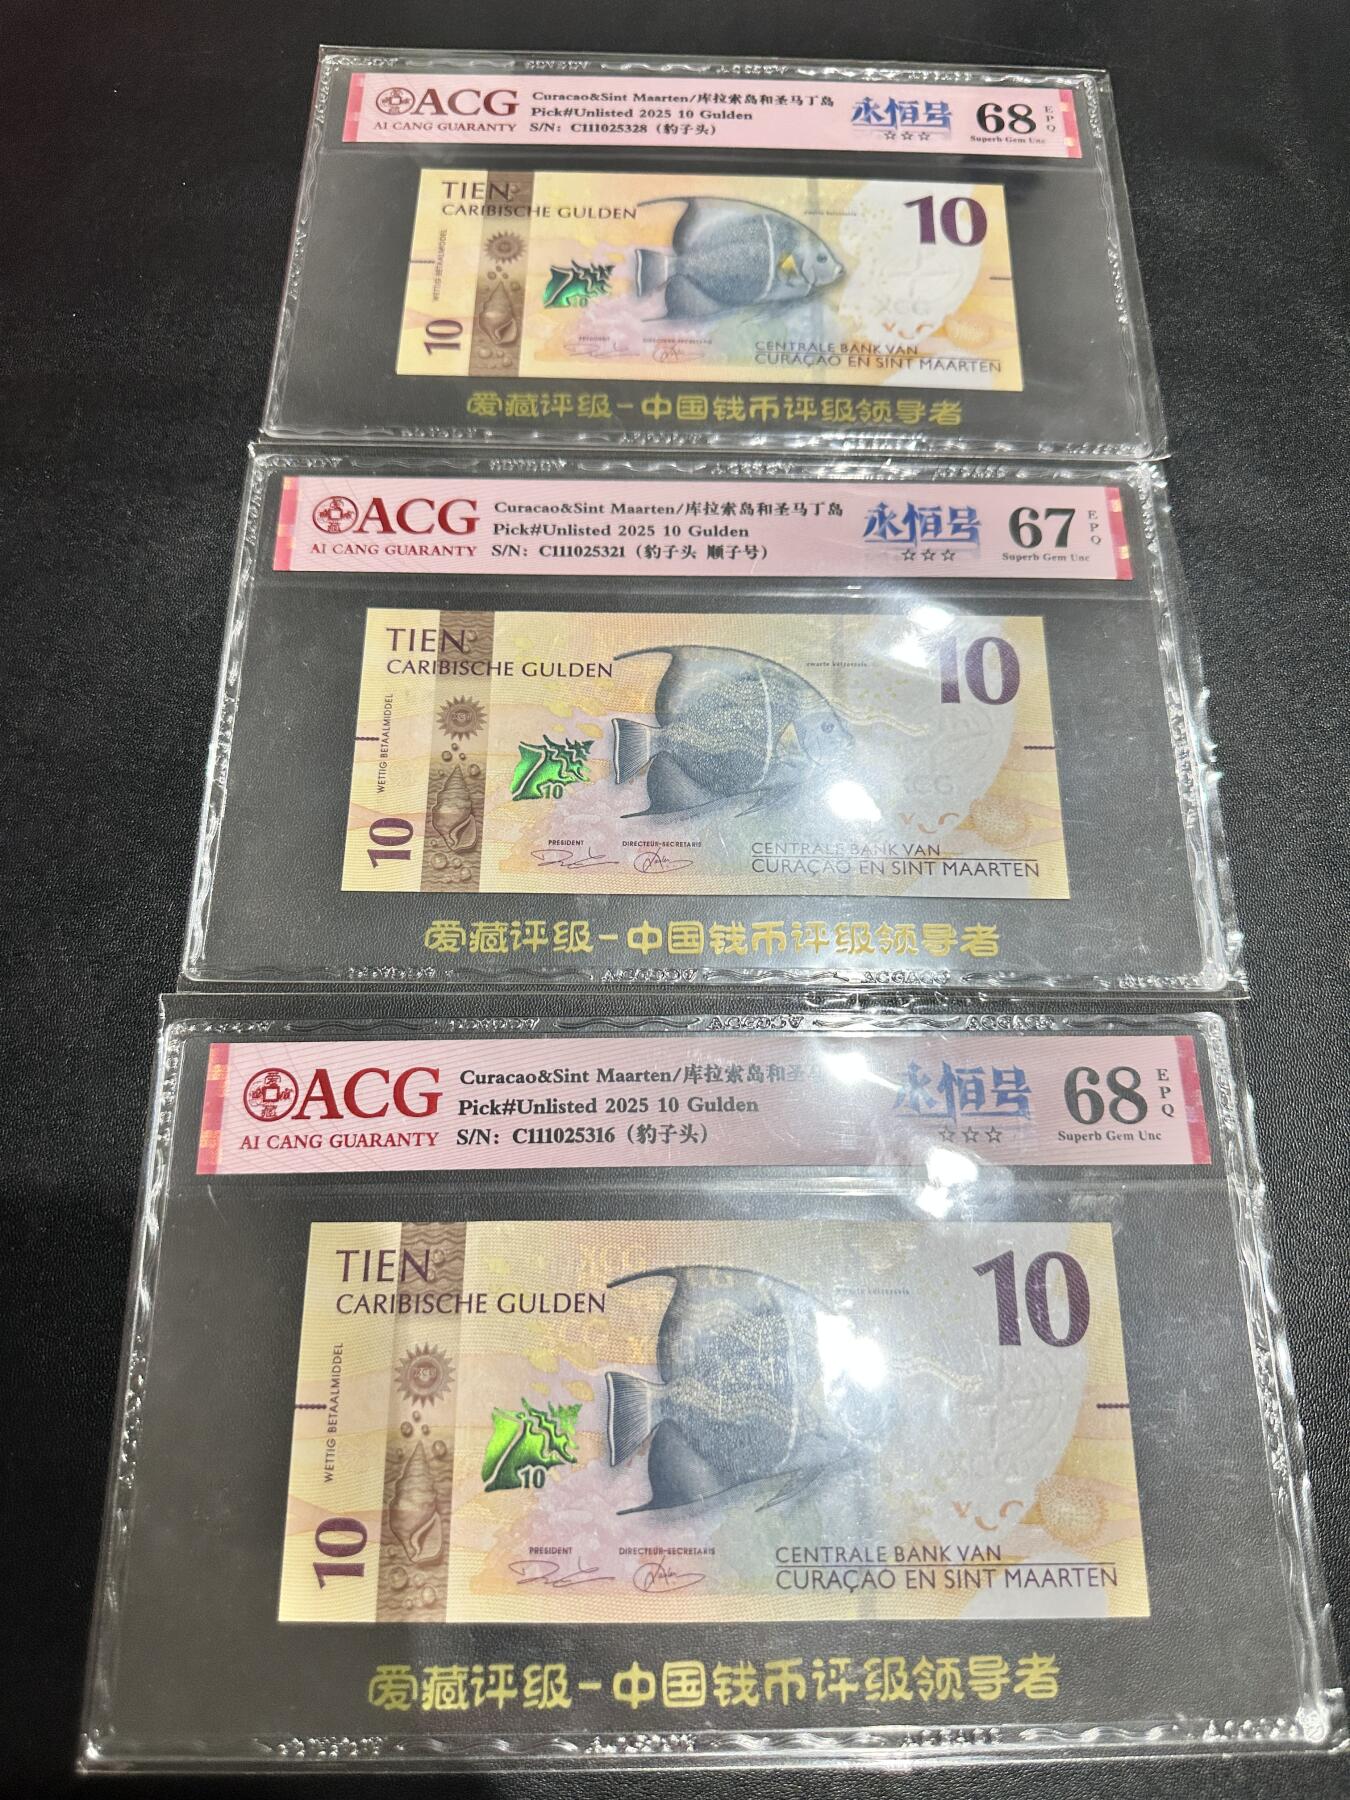 ACG
AI CANG GUARANTY
Curacao&Sint Maarten/库拉索岛和圣马丁岛
Pick#Unlisted 2025 10 Gulden
S/N: C111025328（豹子头）
永恒号
☆☆☆
68
EPQ
Superb Gem Unc
TIEN
CARIBISCHE GULDEN
10
WETTIG BETAALMIDDEL
10
10
PRESIDENT
DIRECTEUR-SECRETARIS
XCG
CENTRALE BANK VAN
CURAÇAO EN SINT MAARTEN
爱藏评级-中国钱币评级领导者
ACG
AI CANG GUARANTY
Curacao&Sint Maarten/库拉索岛和圣马丁岛
Pick#Unlisted 2025 10 Gulden
S/N: C111025321（豹子头 顺子号）
永恒号
☆☆☆
67
EPQ
Superb Gem Unc
TIEN
CARIBISCHE GULDEN
10
WETTIG BETAALMIDDEL
10
10
PRESIDENT
DIRECTEUR-SECRETARIS
CENTRALE BANK VAN
CURAÇAO EN SINT MAARTEN
爱藏评级-中国钱币评级领导者
ACG
AI CANG GUARANTY
Curacao&Sint Maarten/库拉索岛和圣
Pick#Unlisted 2025 10 Gulden
S/N: C111025316（豹子头）
永恒号
☆☆☆
68
EPQ
Superb Gem Unc
TIEN
CARIBISCHE GULDEN
10
WETTIG BETAALMIDDEL
10
10
PRESIDENT
DIRECTEUR-SECRETARIS
CENTRALE BANK VAN
CURAÇAO EN SINT MAARTEN
爱藏评级-中国钱币评级领导者